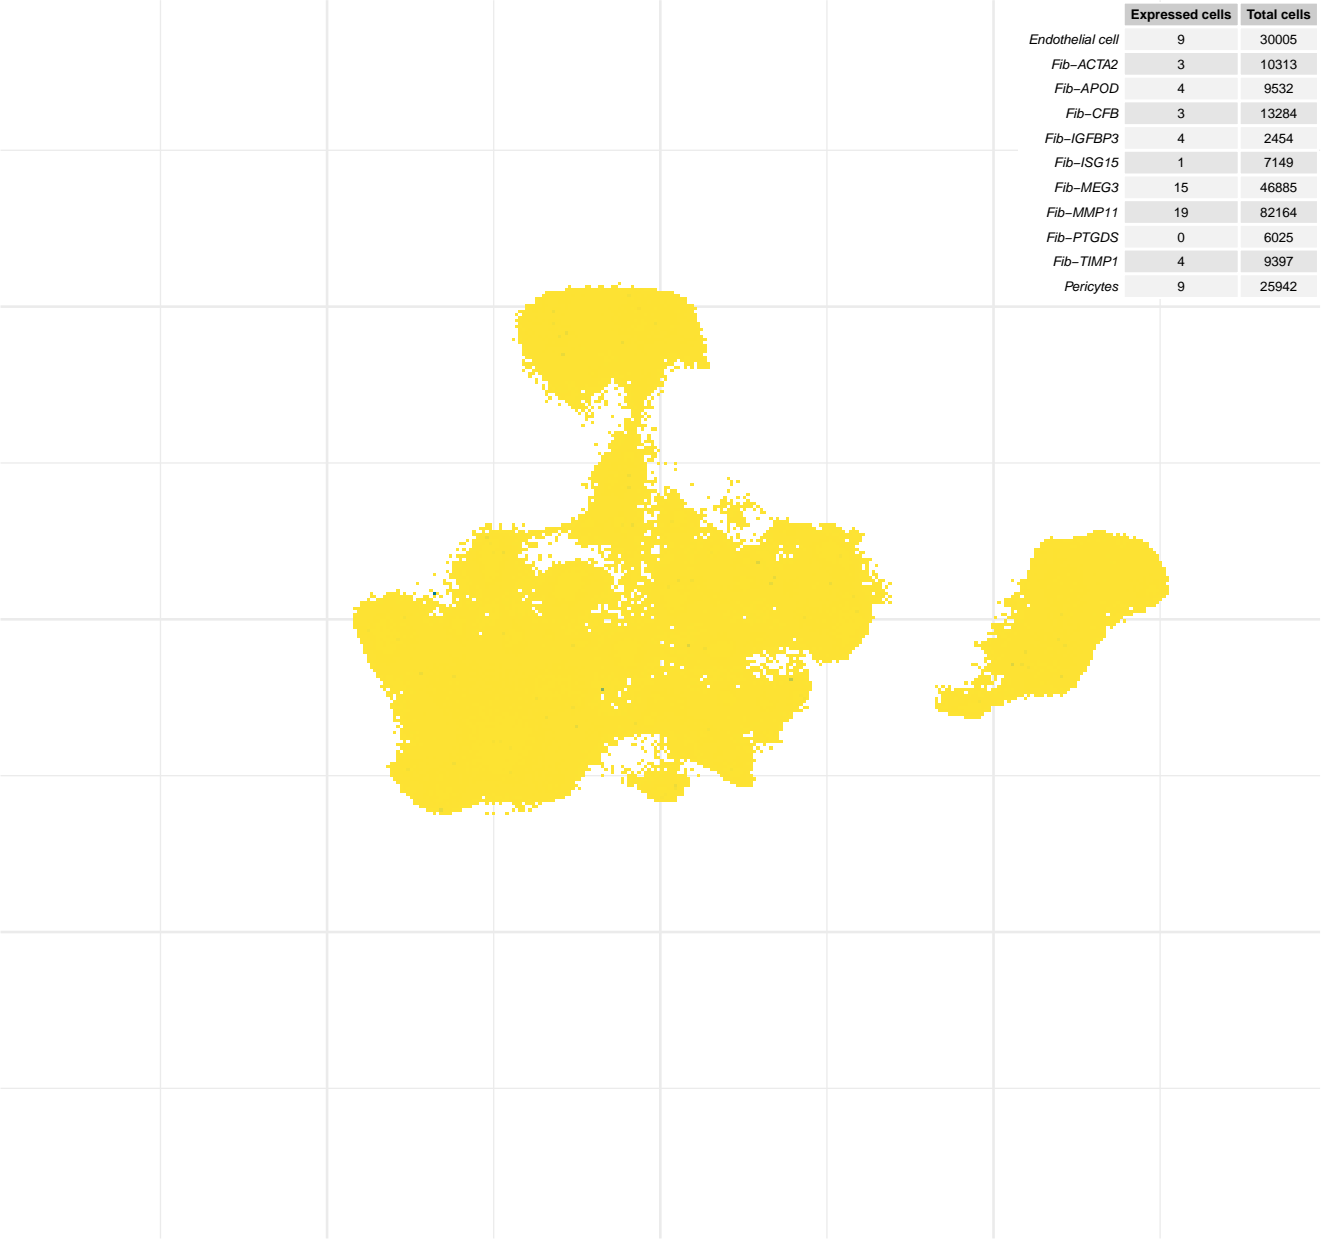 Expressed cells Total cells
Endothelial cell 9 30005
Fib−ACTA2 3 10313
Fib−APOD 4 9532
Fib−CFB 3 13284
Fib−IGFBP3 4 2454
Fib−ISG15 1 7149
Fib−MEG3 15 46885
Fib−MMP11 19 82164
Fib−PTGDS 0 6025
Fib−TIMP1 4 9397
Pericytes 9 25942